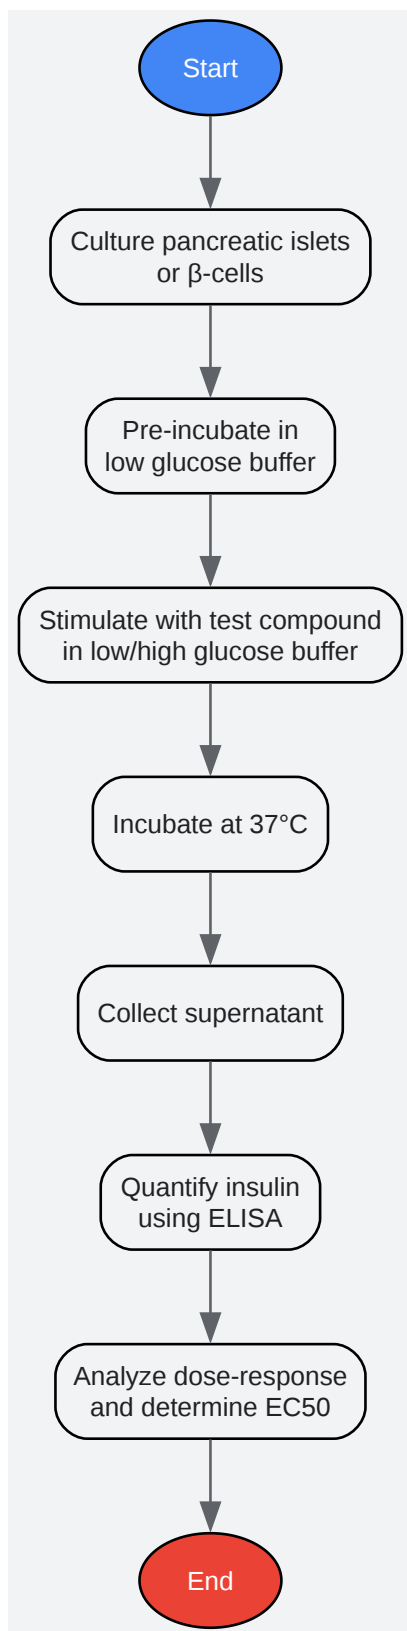 Start
Culture pancreatic islets
or β-cells
Pre-incubate in
low glucose buffer
Stimulate with test compound
in low/high glucose buffer
Incubate at 37°C
Collect supernatant
Quantify insulin
using ELISA
Analyze dose-response
and determine EC50
End